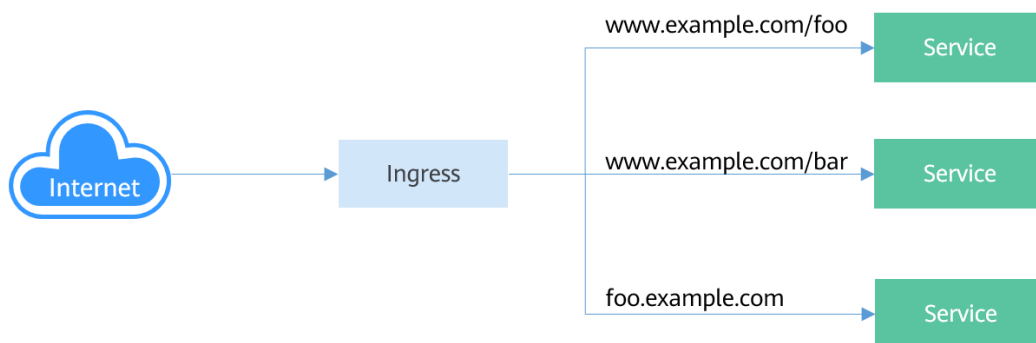 www.example.com/foo
Service
Internet
Ingress
www.example.com/bar
Service
foo.example.com
Service